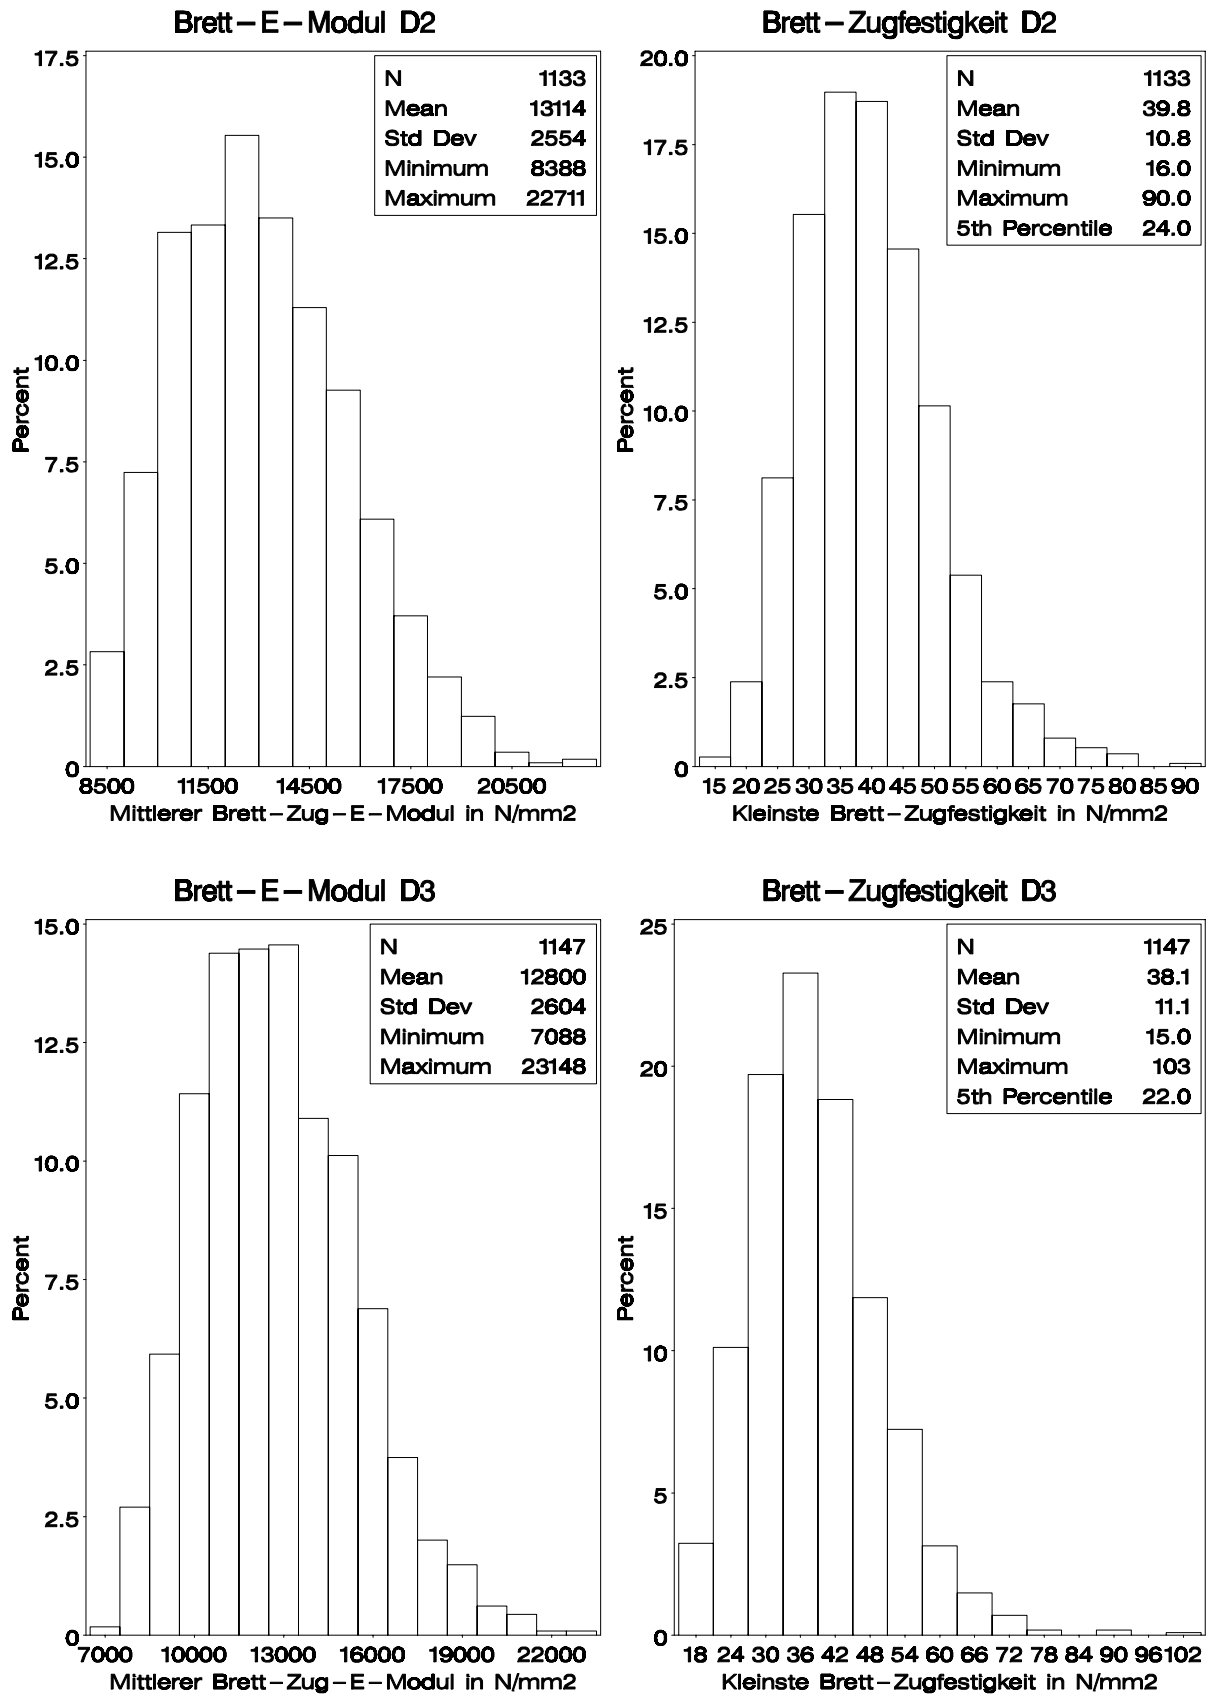 Brett-E-Modul D2
17.5
15.0
12.5
10.0
7.5
5.0
2.5
0
Percent
N 1133
Mean 13114
Std Dev 2554
Minimum 8388
Maximum 22711
8500 11500 14500 17500 20500
Mittlerer Brett-Zug-E-Modul in N/mm2
Brett-Zugfestigkeit D2
20.0
17.5
15.0
12.5
10.0
7.5
5.0
2.5
0
Percent
N 1133
Mean 39.8
Std Dev 10.8
Minimum 16.0
Maximum 90.0
5th Percentile 24.0
15 20 25 30 35 40 45 50 55 60 65 70 75 80 85 90
Kleinste Brett-Zugfestigkeit in N/mm2
Brett-E-Modul D3
15.0
12.5
10.0
7.5
5.0
2.5
0
Percent
N 1147
Mean 12800
Std Dev 2604
Minimum 7088
Maximum 23148
7000 10000 13000 16000 19000 22000
Mittlerer Brett-Zug-E-Modul in N/mm2
Brett-Zugfestigkeit D3
25
20
15
10
5
0
Percent
N 1147
Mean 38.1
Std Dev 11.1
Minimum 15.0
Maximum 103
5th Percentile 22.0
18 24 30 36 42 48 54 60 66 72 78 84 90 96 102
Kleinste Brett-Zugfestigkeit in N/mm2